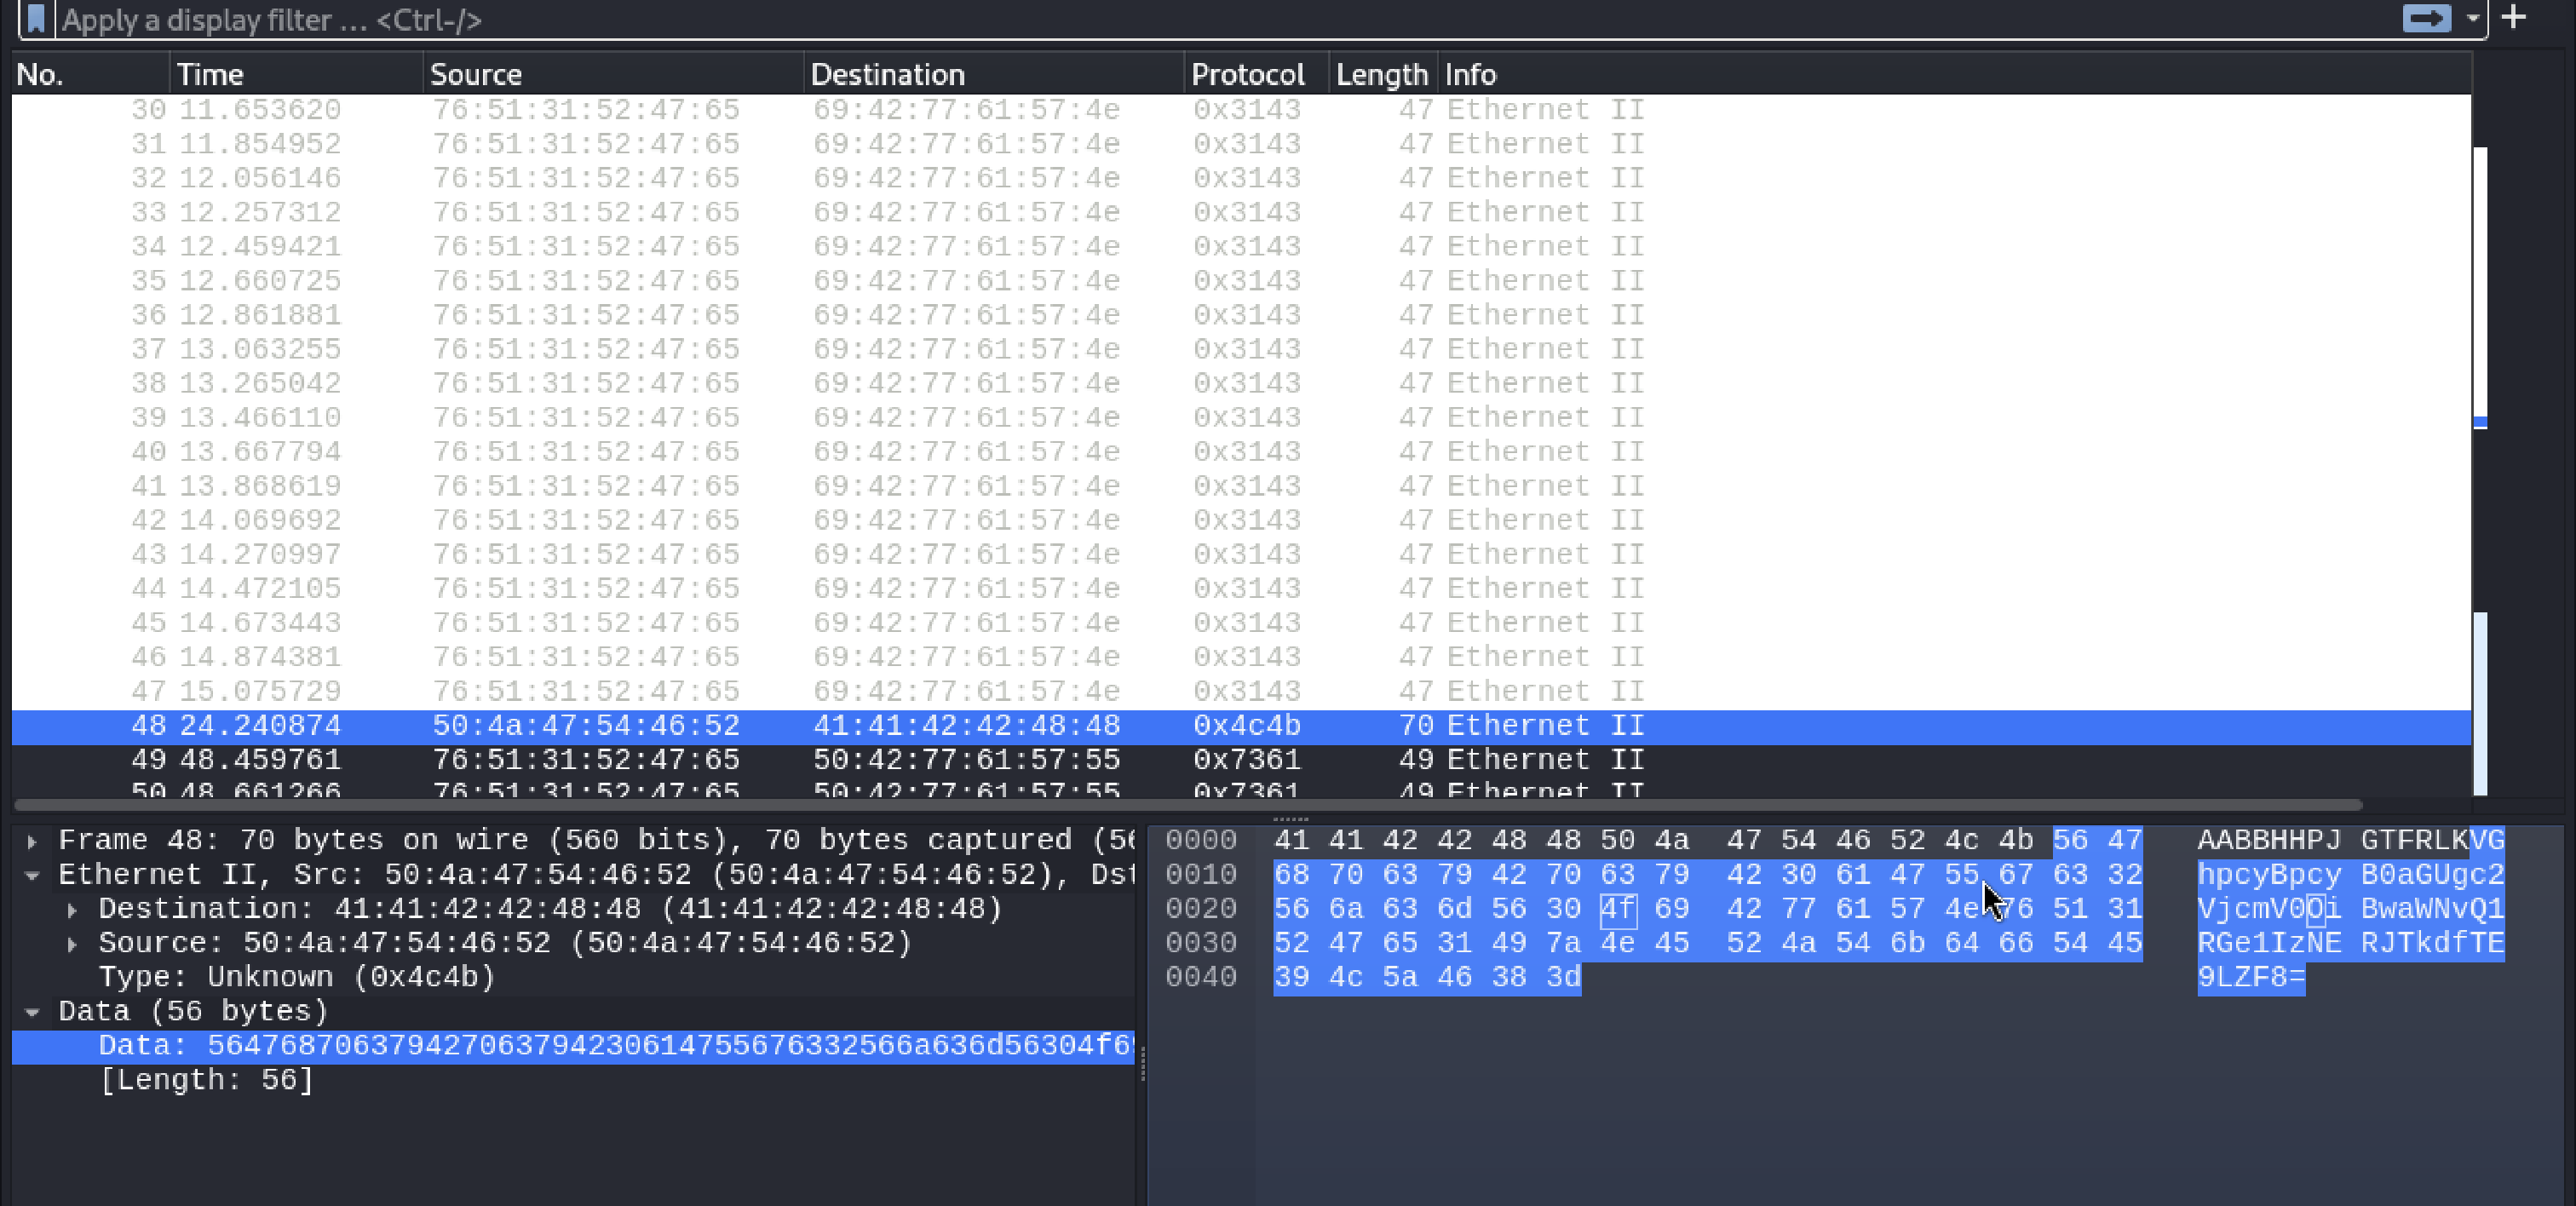 Apply a display filter … <Ctrl-/>
No. Time Source Destination Protocol Length Info
30 11.653620 76:51:31:52:47:65 69:42:77:61:57:4e 0x3143 47 Ethernet II
31 11.854952 76:51:31:52:47:65 69:42:77:61:57:4e 0x3143 47 Ethernet II
32 12.056146 76:51:31:52:47:65 69:42:77:61:57:4e 0x3143 47 Ethernet II
33 12.257312 76:51:31:52:47:65 69:42:77:61:57:4e 0x3143 47 Ethernet II
34 12.459421 76:51:31:52:47:65 69:42:77:61:57:4e 0x3143 47 Ethernet II
35 12.660725 76:51:31:52:47:65 69:42:77:61:57:4e 0x3143 47 Ethernet II
36 12.861881 76:51:31:52:47:65 69:42:77:61:57:4e 0x3143 47 Ethernet II
37 13.063255 76:51:31:52:47:65 69:42:77:61:57:4e 0x3143 47 Ethernet II
38 13.265042 76:51:31:52:47:65 69:42:77:61:57:4e 0x3143 47 Ethernet II
39 13.466110 76:51:31:52:47:65 69:42:77:61:57:4e 0x3143 47 Ethernet II
40 13.667794 76:51:31:52:47:65 69:42:77:61:57:4e 0x3143 47 Ethernet II
41 13.868619 76:51:31:52:47:65 69:42:77:61:57:4e 0x3143 47 Ethernet II
42 14.069692 76:51:31:52:47:65 69:42:77:61:57:4e 0x3143 47 Ethernet II
43 14.270997 76:51:31:52:47:65 69:42:77:61:57:4e 0x3143 47 Ethernet II
44 14.472105 76:51:31:52:47:65 69:42:77:61:57:4e 0x3143 47 Ethernet II
45 14.673443 76:51:31:52:47:65 69:42:77:61:57:4e 0x3143 47 Ethernet II
46 14.874381 76:51:31:52:47:65 69:42:77:61:57:4e 0x3143 47 Ethernet II
47 15.075729 76:51:31:52:47:65 69:42:77:61:57:4e 0x3143 47 Ethernet II
48 24.240874 50:4a:47:54:46:52 41:41:42:42:48:48 0x4c4b 70 Ethernet II
49 48.459761 76:51:31:52:47:65 50:42:77:61:57:55 0x7361 49 Ethernet II
50 48.661266 76:51:31:52:47:65 50:42:77:61:57:55 0x7361 49 Ethernet II
Frame 48: 70 bytes on wire (560 bits), 70 bytes captured (56
Ethernet II, Src: 50:4a:47:54:46:52 (50:4a:47:54:46:52), Dst
Destination: 41:41:42:42:48:48 (41:41:42:42:48:48)
Source: 50:4a:47:54:46:52 (50:4a:47:54:46:52)
Type: Unknown (0x4c4b)
Data (56 bytes)
Data: 564768706379427063794230614755676332566a636d56304f6
[Length: 56]
0000 41 41 42 42 48 48 50 4a 47 54 46 52 4c 4b 56 47 AABBHHPJ GTFRLKVG
0010 68 70 63 79 42 70 63 79 42 30 61 47 55 67 63 32 hpcyBpcy B0aGUgc2
0020 56 6a 63 6d 56 30 4f 69 42 77 61 57 4e 76 51 31 VjcmV0Oi BwaWNvQ1
0030 52 47 65 31 49 7a 4e 45 52 4a 54 6b 64 66 54 45 RGe1IzNE RJTkdfTE
0040 39 4c 5a 46 38 3d 9LZF8=